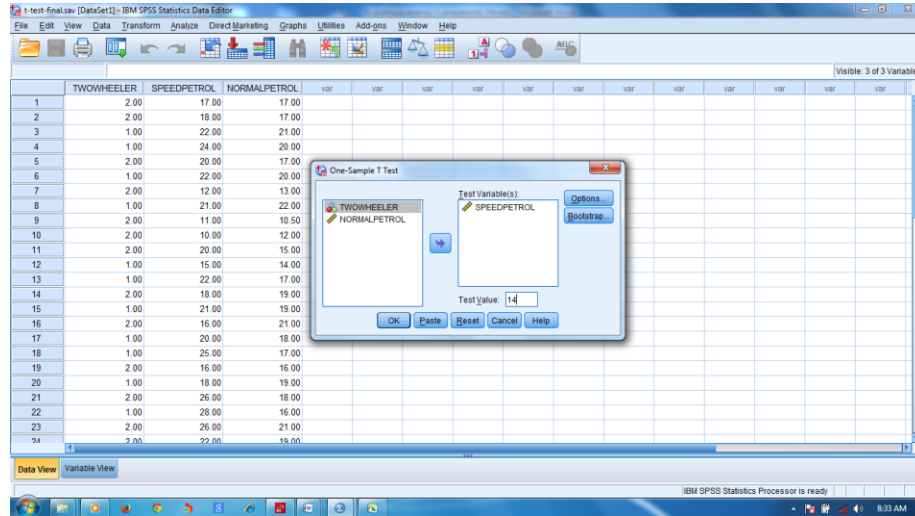 t-test-final.sav [DataSet1] - IBM SPSS Statistics Data Editor
File Edit View Data Transform Analyze Direct Marketing Graphs Utilities Add-ons Window Help
Visible: 3 of 3 Variable
TWOWHEELER SPEEDPETROL NORMALPETROL var var var var var var var var var var var
1 2.00 17.00 17.00
2 2.00 18.00 17.00
3 1.00 22.00 21.00
4 1.00 24.00 20.00
5 2.00 20.00 17.00
6 1.00 22.00 20.00
7 2.00 12.00 13.00
8 1.00 21.00 22.00
9 2.00 11.00 10.50
10 2.00 10.00 12.00
11 2.00 20.00 15.00
12 1.00 15.00 14.00
13 1.00 22.00 17.00
14 2.00 18.00 19.00
15 1.00 21.00 19.00
16 2.00 16.00 21.00
17 1.00 20.00 18.00
18 1.00 25.00 17.00
19 2.00 16.00 16.00
20 1.00 18.00 19.00
21 2.00 26.00 18.00
22 1.00 28.00 16.00
23 2.00 26.00 21.00
24 2.00 22.00 19.00
One-Sample T Test
TWOWHEELER
NORMALPETROL
Test Variable(s):
SPEEDPETROL
Options...
Bootstrap...
Test Value: 14
OK Paste Reset Cancel Help
Data View Variable View
IBM SPSS Statistics Processor is ready
8:33 AM